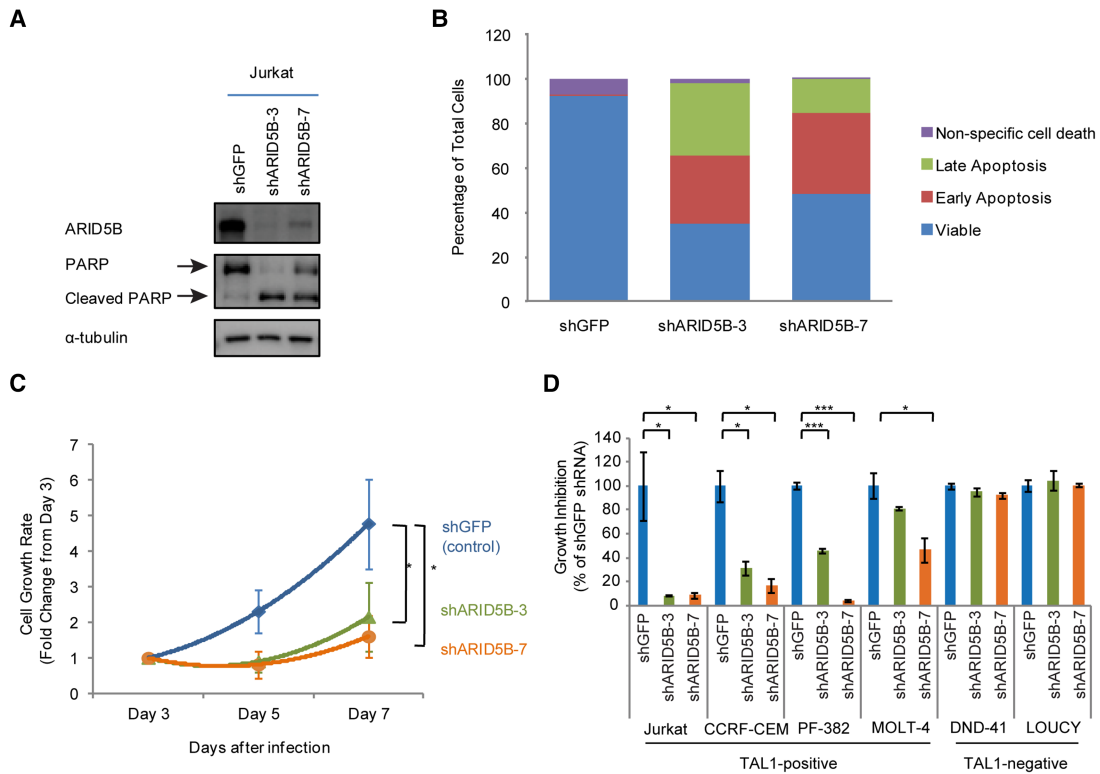 A
Jurkat
shGFP
shARID5B-3
shARID5B-7
ARID5B
PARP
Cleaved PARP
α-tubulin
B
Percentage of Total Cells
120
100
80
60
40
20
0
shGFP
shARID5B-3
shARID5B-7
Non-specific cell death
Late Apoptosis
Early Apoptosis
Viable
C
Cell Growth Rate
(Fold Change from Day 3)
7
6
5
4
3
2
1
0
Day 3
Day 5
Day 7
Days after infection
shGFP
(control)
shARID5B-3
shARID5B-7
*
*
D
Growth Inhibition
(% of shGFP shRNA)
140
120
100
80
60
40
20
0
*
*
*
*
***
***
*
shGFP
shARID5B-3
shARID5B-7
shGFP
shARID5B-3
shARID5B-7
shGFP
shARID5B-3
shARID5B-7
shGFP
shARID5B-3
shARID5B-7
shGFP
shARID5B-3
shARID5B-7
shGFP
shARID5B-3
shARID5B-7
Jurkat
CCRF-CEM
PF-382
MOLT-4
DND-41
LOUCY
TAL1-positive
TAL1-negative